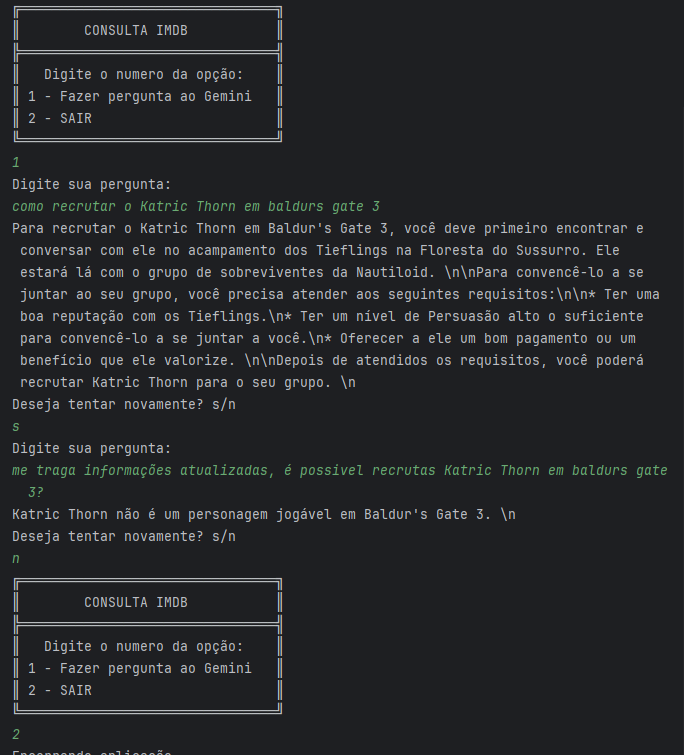 CONSULTA IMDB
Digite o numero da opção:
1 - Fazer pergunta ao Gemini
2 - SAIR
1
Digite sua pergunta:
como recrutar o Katric Thorn em baldurs gate 3
Para recrutar o Katric Thorn em Baldur's Gate 3, você deve primeiro encontrar e
conversar com ele no acampamento dos Tieflings na Floresta do Sussurro. Ele
estará lá com o grupo de sobreviventes da Nautiloid. \n\nPara convencê-lo a se
juntar ao seu grupo, você precisa atender aos seguintes requisitos:\n\n* Ter uma
boa reputação com os Tieflings.\n* Ter um nível de Persuasão alto o suficiente
para convencê-lo a se juntar a você.\n* Oferecer a ele um bom pagamento ou um
benefício que ele valorize. \n\nDepois de atendidos os requisitos, você poderá
recrutar Katric Thorn para o seu grupo. \n
Deseja tentar novamente? s/n
s
Digite sua pergunta:
me traga informações atualizadas, é possivel recrutas Katric Thorn em baldurs gate
3?
Katric Thorn não é um personagem jogável em Baldur's Gate 3. \n
Deseja tentar novamente? s/n
n
CONSULTA IMDB
Digite o numero da opção:
1 - Fazer pergunta ao Gemini
2 - SAIR
2